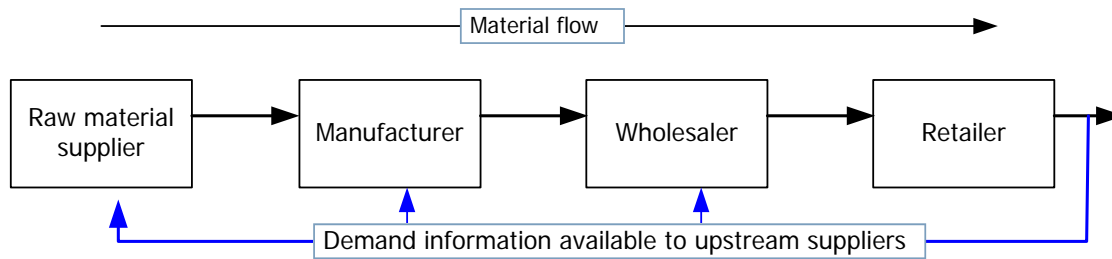 Material flow
Raw material
supplier
Manufacturer
Wholesaler
Retailer
Demand information available to upstream suppliers